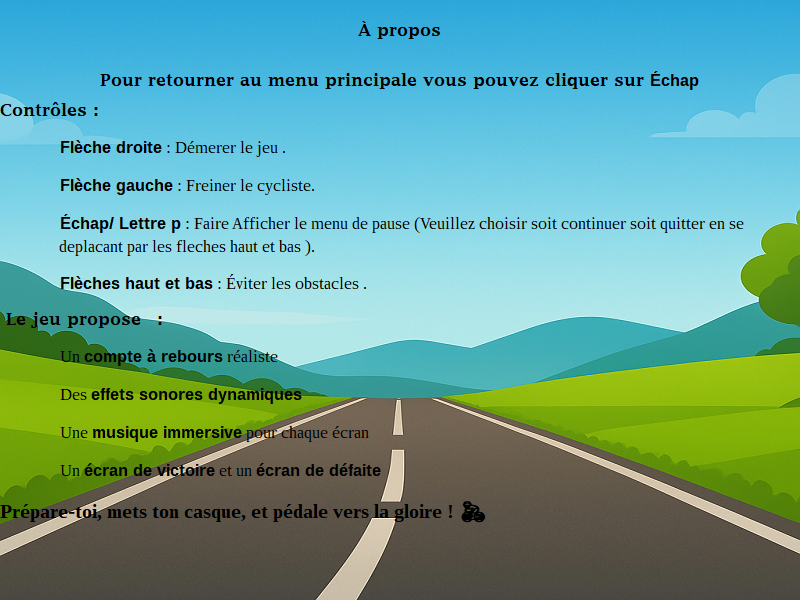 À propos
Pour retourner au menu principale vous pouvez cliquer sur Échap
Contrôles :
Flèche droite : Démerer le jeu .
Flèche gauche : Freiner le cycliste.
Échap/ Lettre p : Faire Afficher le menu de pause (Veuillez choisir soit continuer soit quitter en se
deplacant par les fleches haut et bas ).
Flèches haut et bas : Éviter les obstacles .
Le jeu propose :
Un compte à rebours réaliste
Des effets sonores dynamiques
Une musique immersive pour chaque écran
Un écran de victoire et un écran de défaite
Prépare-toi, mets ton casque, et pédale vers la gloire ! 🚴